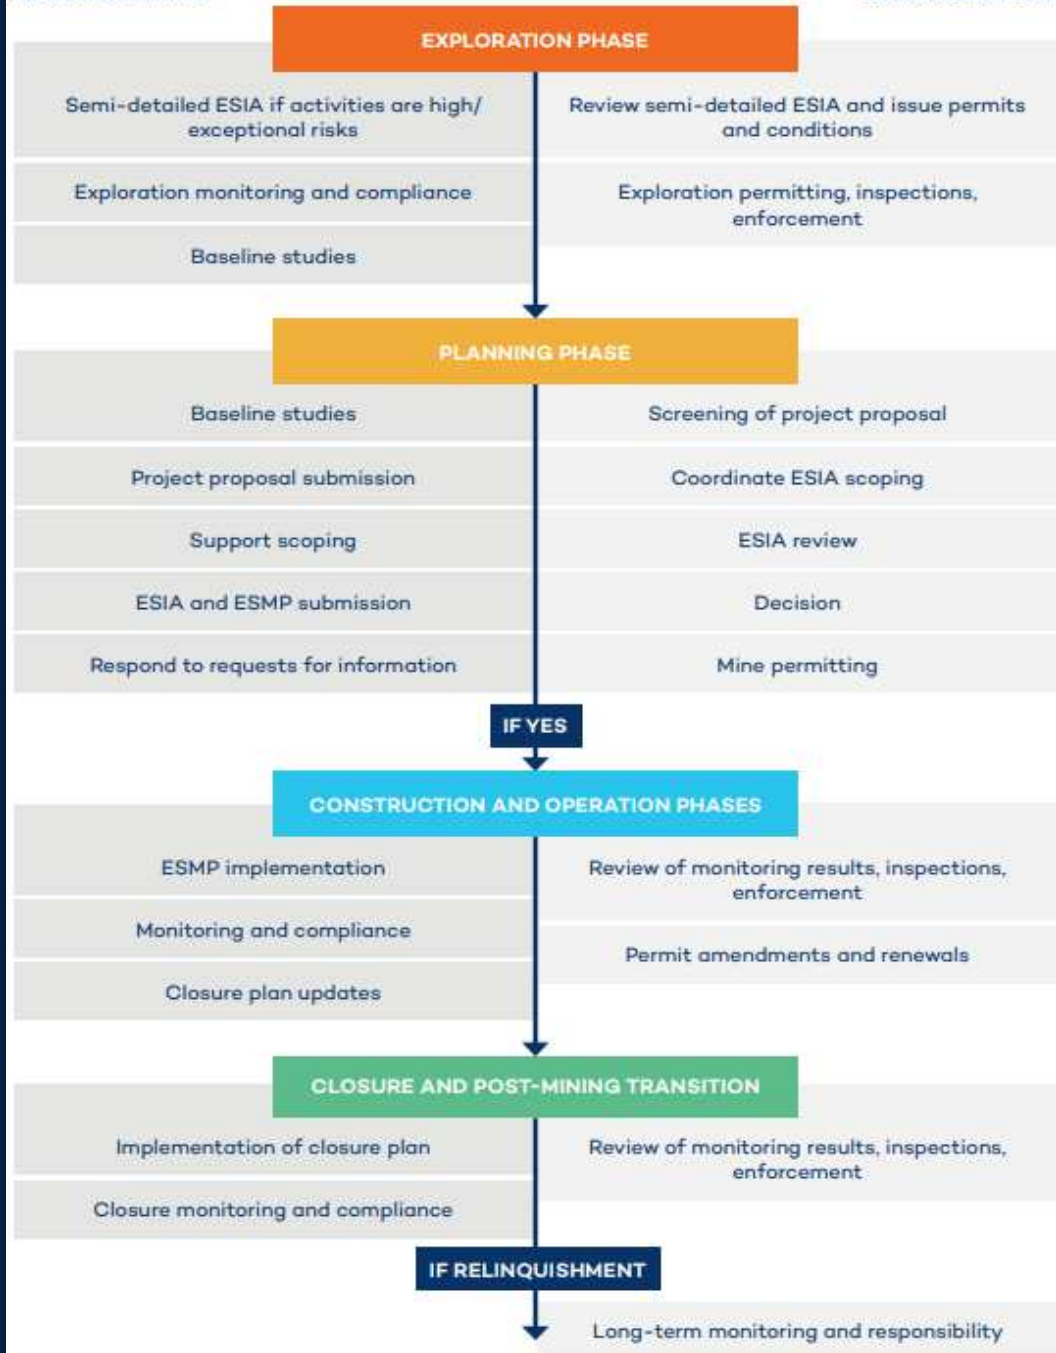 EXPLORATION PHASE
Semi-detailed ESIA if activities are high/
exceptional risks
Review semi-detailed ESIA and issue permits
and conditions
Exploration monitoring and compliance
Exploration permitting, inspections,
enforcement
Baseline studies
PLANNING PHASE
Baseline studies
Screening of project proposal
Project proposal submission
Coordinate ESIA scoping
Support scoping
ESIA review
ESIA and ESMP submission
Decision
Respond to requests for information
Mine permitting
IF YES
CONSTRUCTION AND OPERATION PHASES
ESMP implementation
Review of monitoring results, inspections,
enforcement
Monitoring and compliance
Permit amendments and renewals
Closure plan updates
CLOSURE AND POST-MINING TRANSITION
Implementation of closure plan
Review of monitoring results, inspections,
enforcement
Closure monitoring and compliance
IF RELINQUISHMENT
Long-term monitoring and responsibility